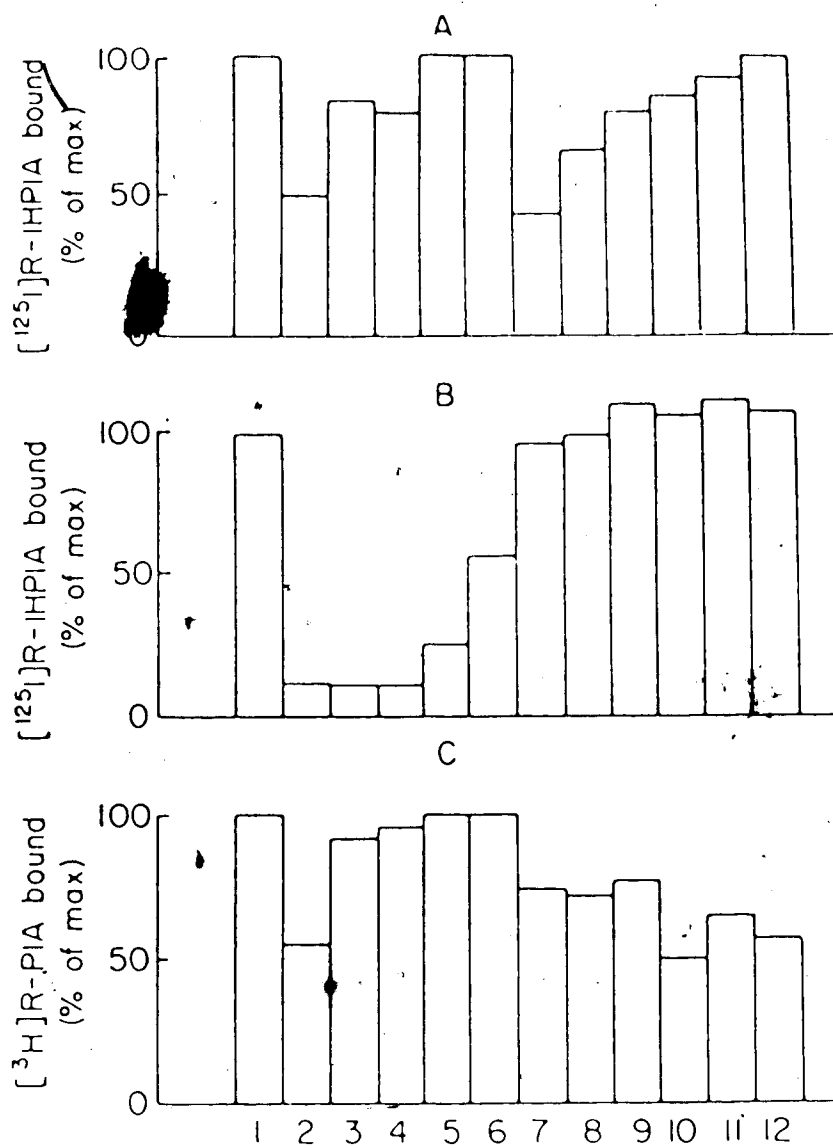 A
[¹²⁵I]R-IHPIA bound
(% of max)
100
50
0
B
[¹²⁵I]R-IHPIA bound
(% of max)
100
50
0
C
[³H]R-PIA bound
(% of max)
100
50
0
1 2 3 4 5 6 7 8 9 10 11 12